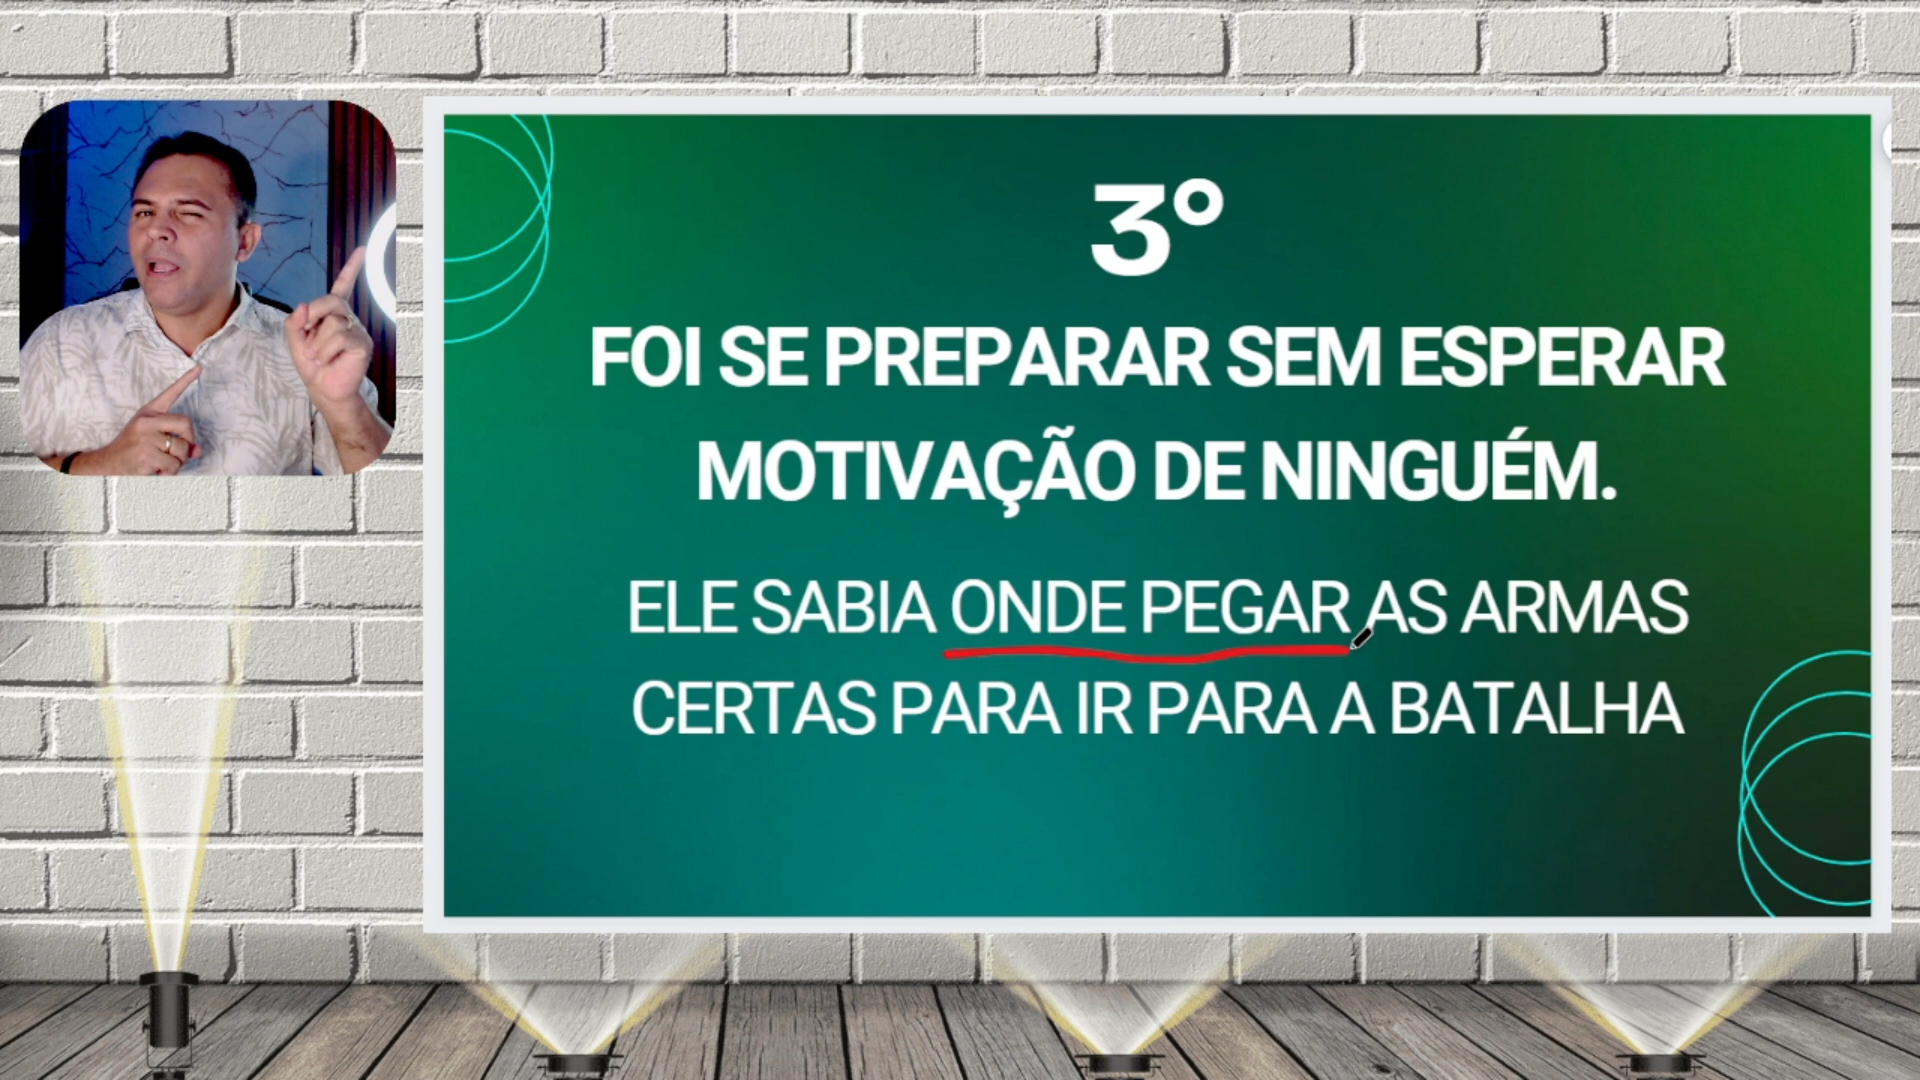 3º
FOI SE PREPARAR SEM ESPERAR
MOTIVAÇÃO DE NINGUÉM.
ELE SABIA ONDE PEGAR AS ARMAS
CERTAS PARA IR PARA A BATALHA